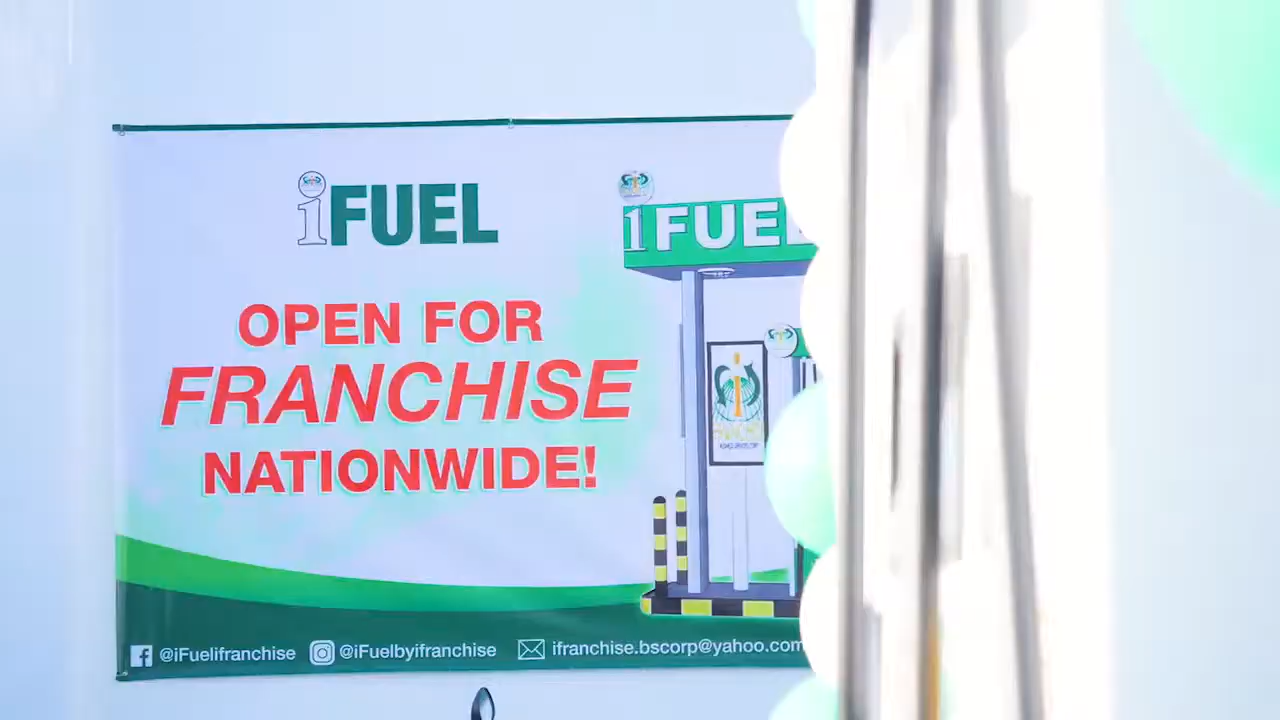 iFUEL
OPEN FOR
FRANCHISE
NATIONWIDE!
iFUEL
@iFuelifranchise @iFuelbyifranchise ifranchise.bscorp@yahoo.com